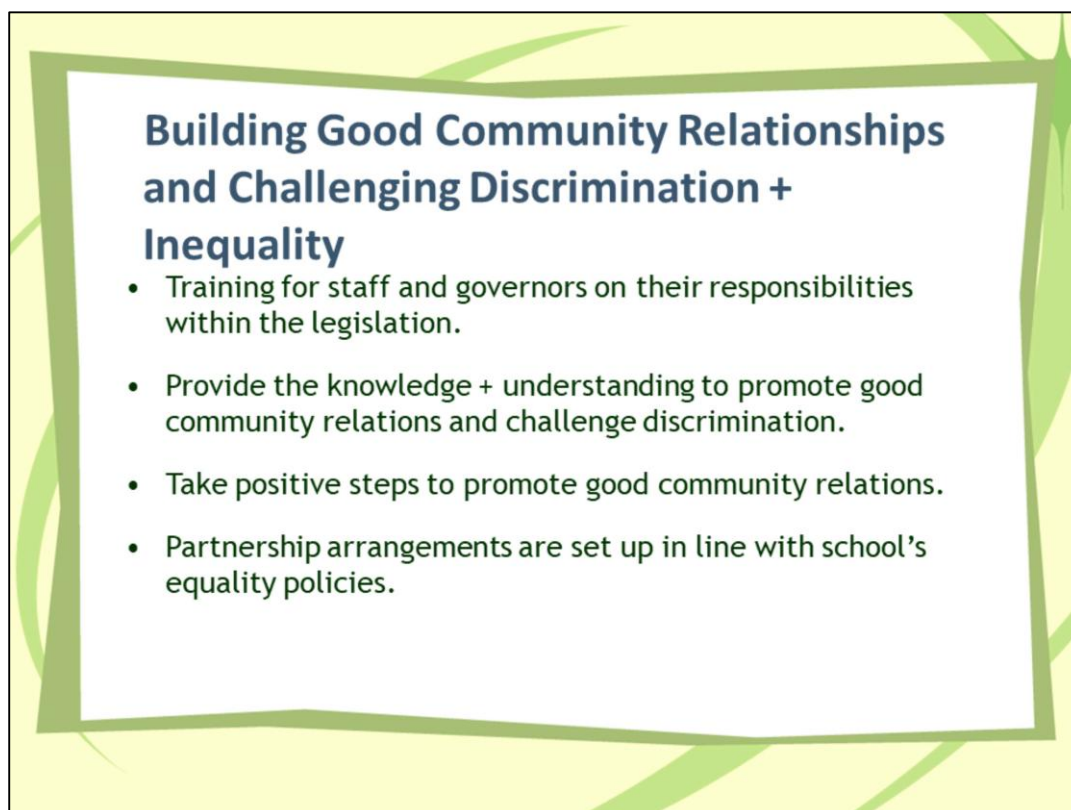 Building Good Community Relationships
and Challenging Discrimination +
Inequality
• Training for staff and governors on their responsibilities
within the legislation.
• Provide the knowledge + understanding to promote good
community relations and challenge discrimination.
• Take positive steps to promote good community relations.
• Partnership arrangements are set up in line with school’s
equality policies.